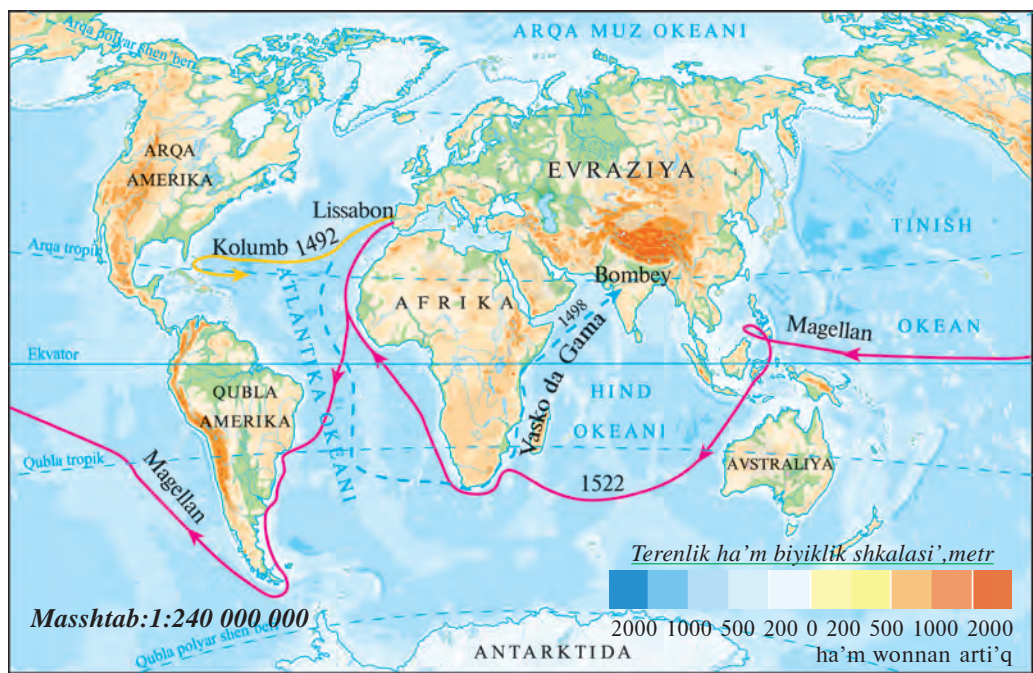 ARQA MUZ OKEANI
Arqa polyar shen'beri
ARQA
AMERIKA
EVRAZIYA
Lissabon
Kolumb 1492
TINISH
Arqa tropik
Bombey
AFRIKA
1498
ATLANTIKA OKEANI
Magellan
OKEAN
Vasko da Gama
Ekvator
HIND
QUBLA
AMERIKA
OKEANI
Qubla tropik
Magellan
AVSTRALIYA
1522
Terenlik ha’m biyiklik shkalasi’,metr
Masshtab:1:240 000 000
2000 1000 500 200 0 200 500 1000 2000
ha’m wonnan arti’q
Qubla polyar shen'beri
ANTARKTIDA